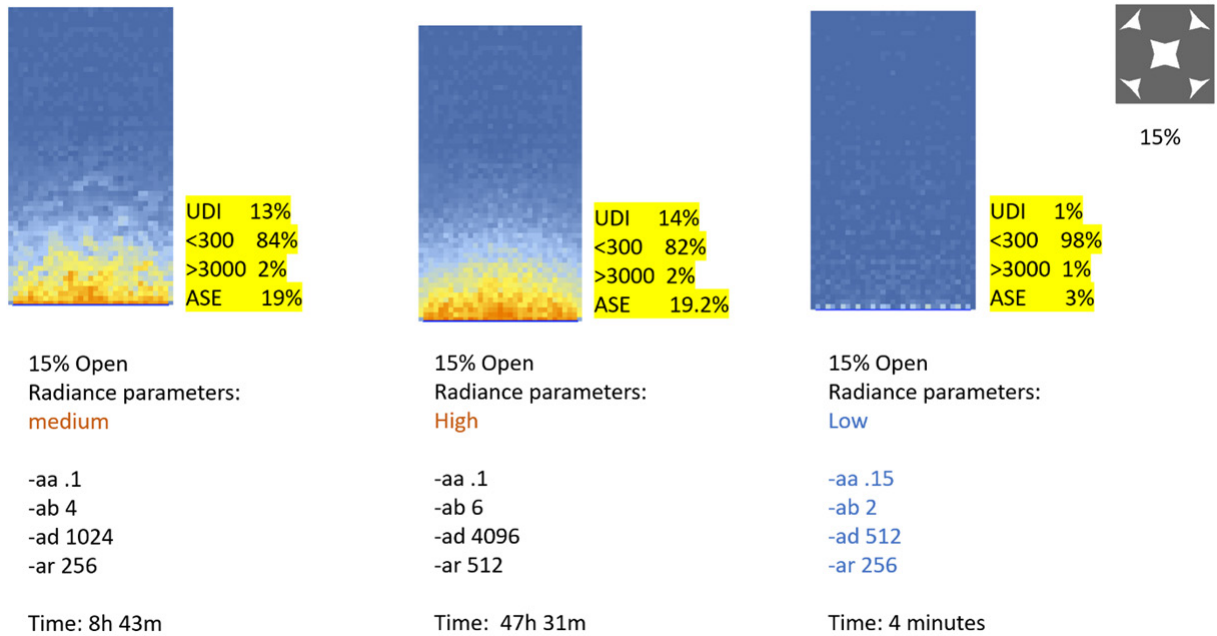 15%
UDI 13%
<300 84%
>3000 2%
ASE 19%
UDI 14%
<300 82%
>3000 2%
ASE 19.2%
UDI 1%
<300 98%
>3000 1%
ASE 3%
15% Open
Radiance parameters:
medium
-aa .1
-ab 4
-ad 1024
-ar 256
Time: 8h 43m
15% Open
Radiance parameters:
High
-aa .1
-ab 6
-ad 4096
-ar 512
Time: 47h 31m
15% Open
Radiance parameters:
Low
-aa .15
-ab 2
-ad 512
-ar 256
Time: 4 minutes